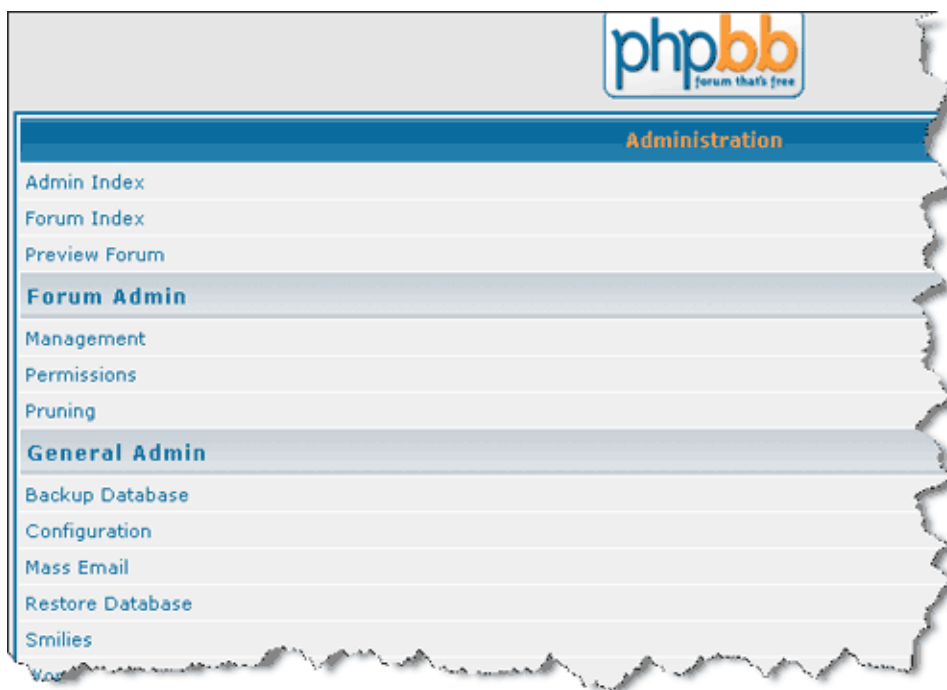 phpbb
forum that's free
Administration
Admin Index
Forum Index
Preview Forum
Forum Admin
Management
Permissions
Pruning
General Admin
Backup Database
Configuration
Mass Email
Restore Database
Smilies